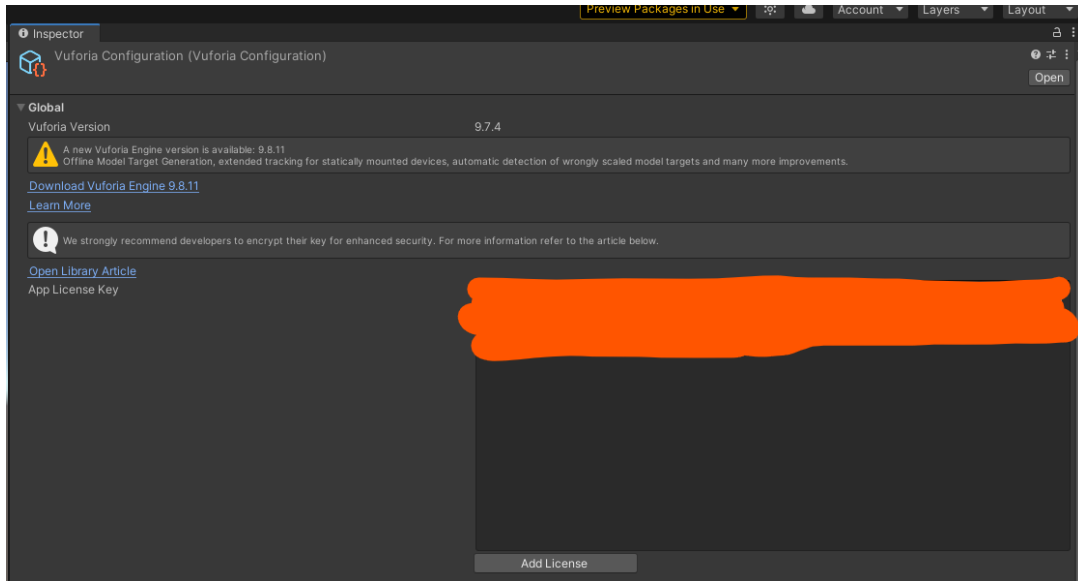 Preview Packages in Use
Account
Layers
Layout
Inspector
Vuforia Configuration (Vuforia Configuration)
Open
Global
Vuforia Version 9.7.4
A new Vuforia Engine version is available: 9.8.11
Offline Model Target Generation, extended tracking for statically mounted devices, automatic detection of wrongly scaled model targets and many more improvements.
Download Vuforia Engine 9.8.11
Learn More
We strongly recommend developers to encrypt their key for enhanced security. For more information refer to the article below.
Open Library Article
App License Key
Add License